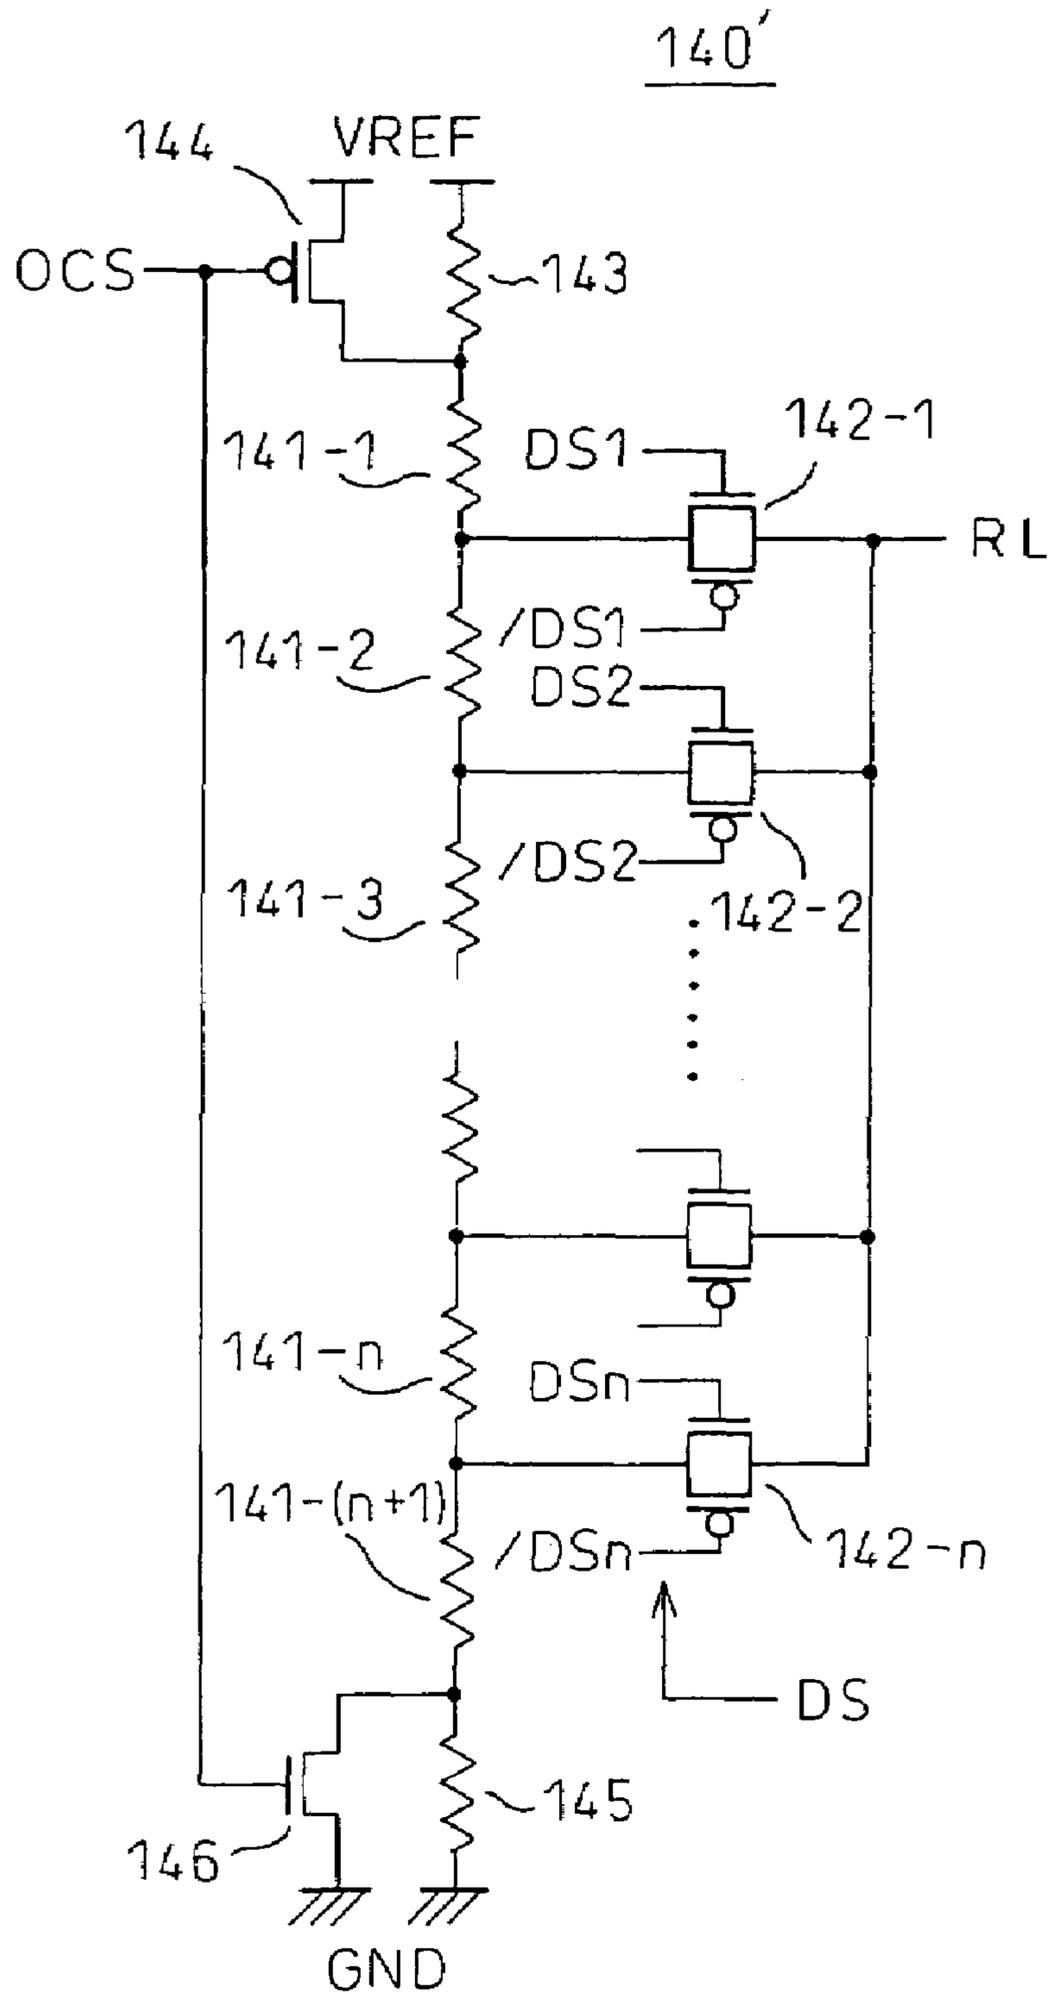 140'
144
VREF
OCS
143
142-1
141-1
DS1
RL
/DS1
141-2
DS2
/DS2
141-3
142-2
141-n
DSn
141-(n+1)
/DSn
142-n
DS
145
146
GND